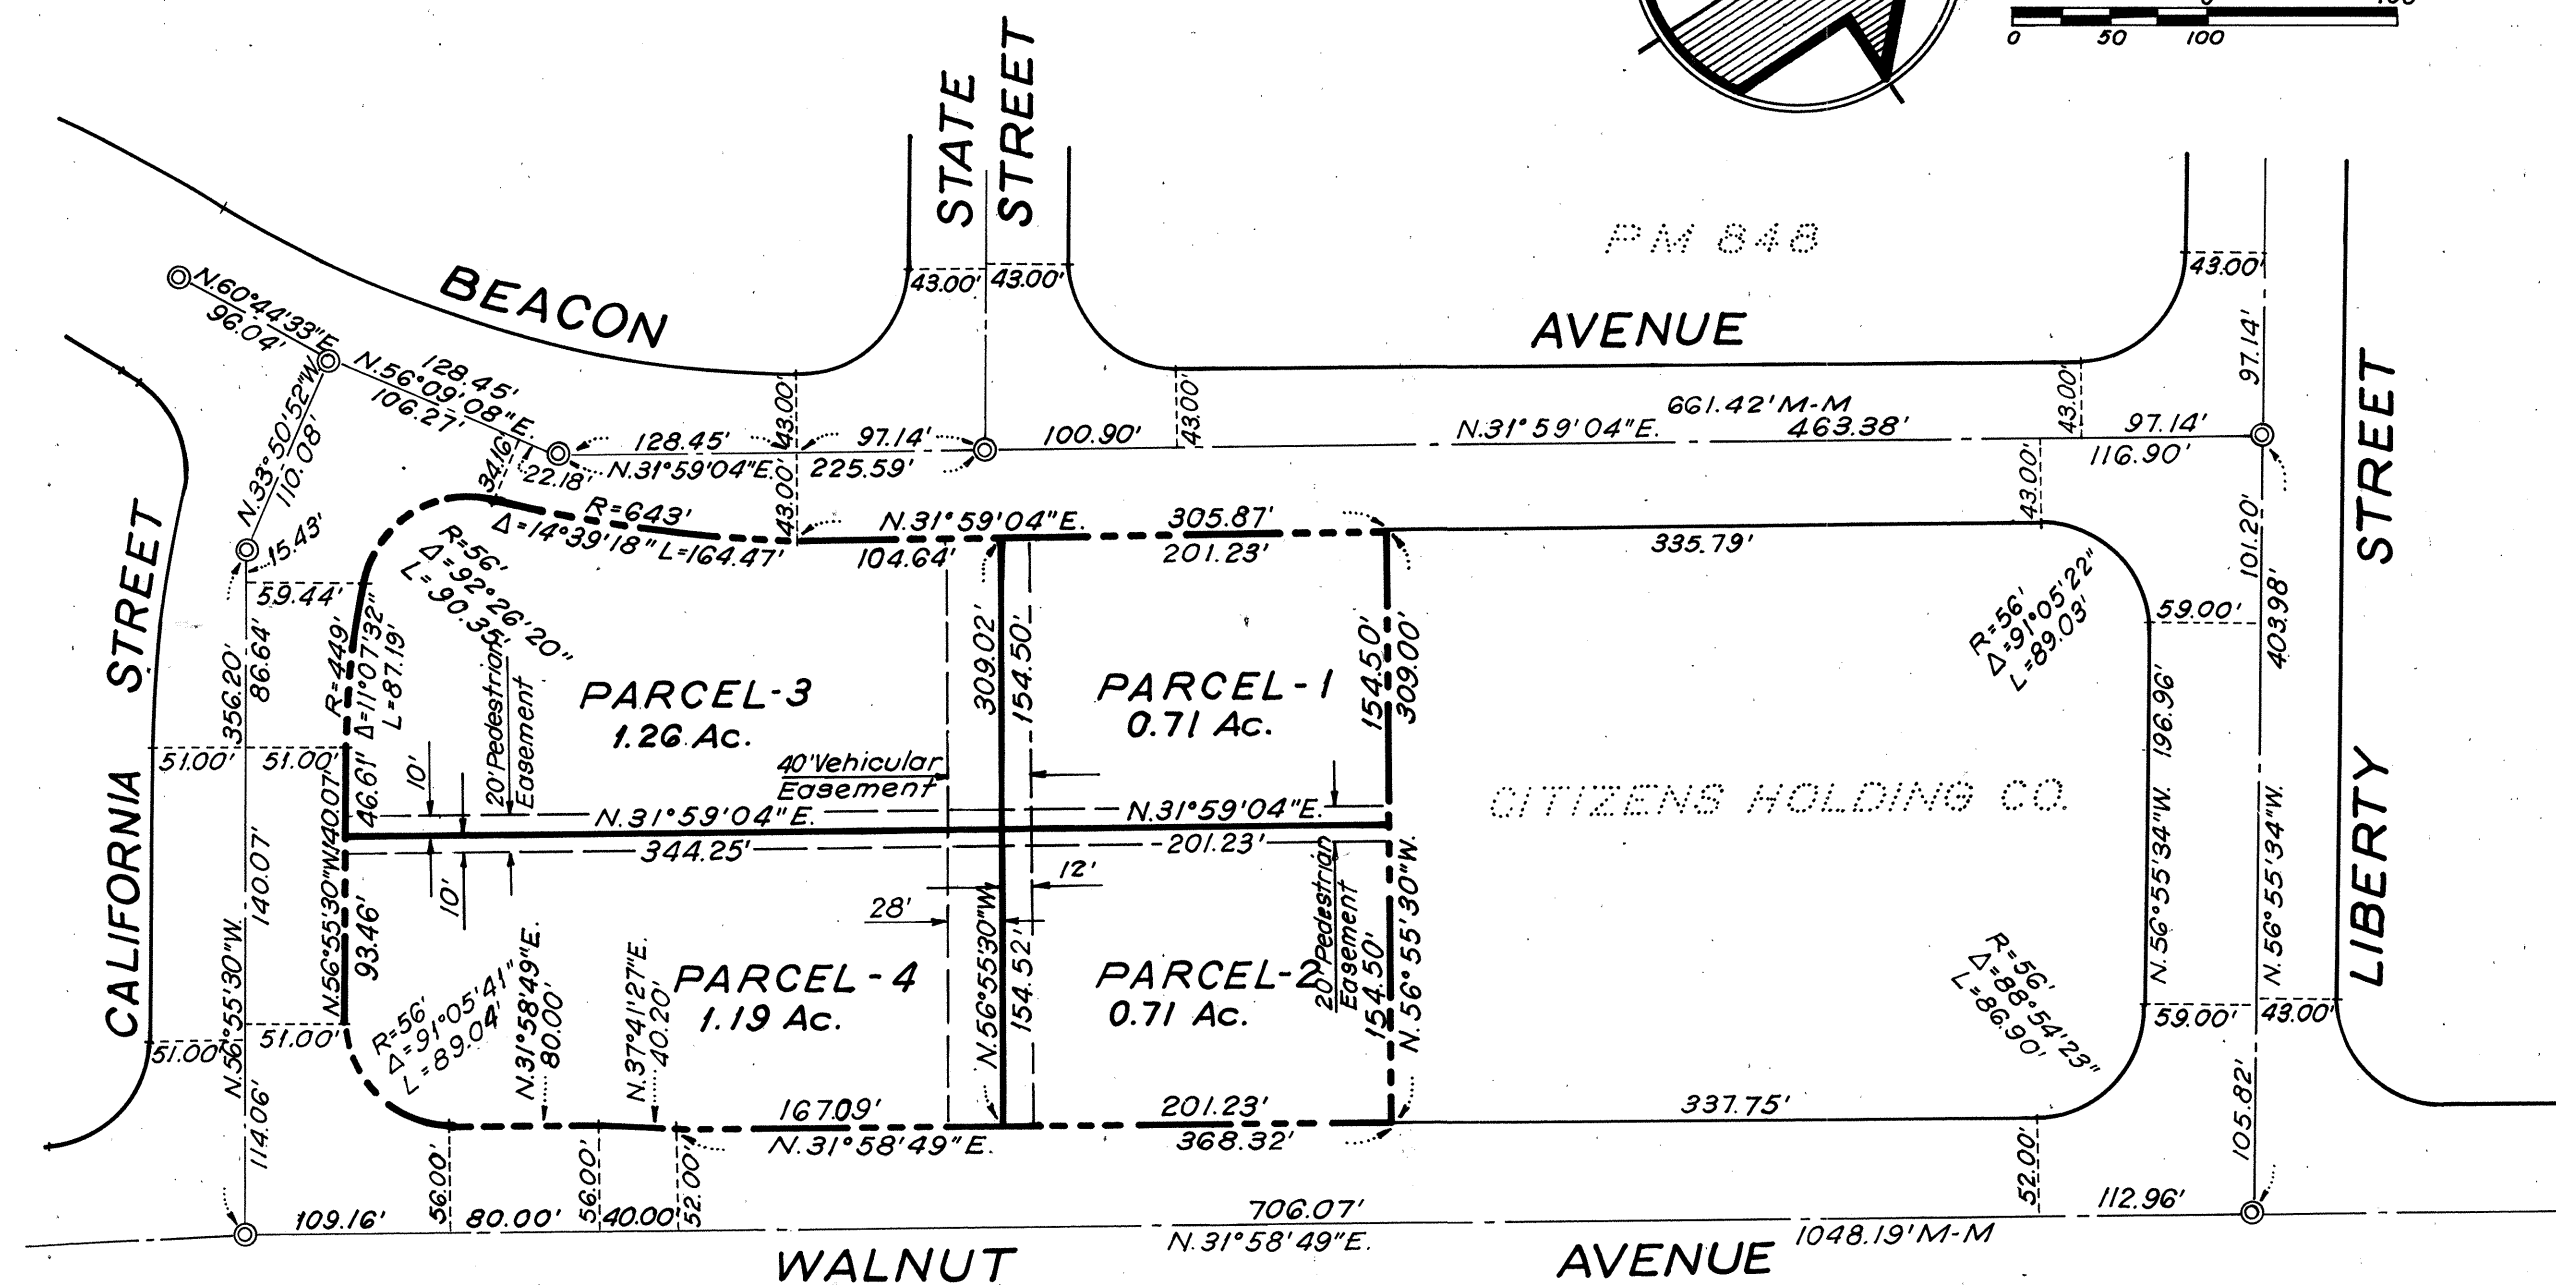 0
50
100
STATE
STREET
PM 848
BEACON
AVENUE
N.60°44'33"E
96.04'
128.45'
N.56°09'08"E.
106.27'
N.33°50'52"W.
110.08'
15.43'
34.16'
22.18'
128.45'
N.31°59'04"E.
43.00'
43.00'
97.14'
225.59'
43.00'
43.00'
100.90'
43.00'
661.42' M-M
N.31°59'04"E.
463.38'
43.00'
43.00'
97.14'
116.90'
43.00'
97.14'
101.20'
403.98'
CALIFORNIA
STREET
LIBERTY
STREET
R=643'
Δ=14°39'18" L=164.47'
N.31°59'04"E.
104.64'
305.87'
201.23'
335.79'
R=56'
Δ=92°26'20"
L=90.35'
59.44'
356.20'
86.64'
R=449'
Δ=11°07'32"
L=87.19'
20' Pedestrian
Easement
PARCEL-3
1.26 Ac.
309.02'
154.50'
PARCEL-1
0.71 Ac.
154.50'
309.00'
R=56'
Δ=91°05'22"
L=89.03'
59.00'
196.96'
N.56°55'34"W.
N.56°55'34"W.
51.00'
51.00'
46.61'
10'
40' Vehicular
Easement
N.31°59'04"E.
N.31°59'04"E.
344.25'
201.23'
CITIZENS HOLDING CO.
140.07'
N.56°55'30"W.
N.56°55'30"W. 140.07'
93.46'
10'
28'
12'
N.56°55'30"W.
154.52'
PARCEL-4
1.19 Ac.
PARCEL-2
0.71 Ac.
20' Pedestrian
Easement
154.50'
N.56°55'30"W.
R=56'
Δ=91°05'41"
L=89.04'
N.31°58'49"E.
80.00'
N.37°41'27"E.
40.20'
51.00'
51.00'
114.06'
R=56'
Δ=88°54'23"
L=86.90'
59.00'
43.00'
105.82'
167.09'
N.31°58'49"E.
201.23'
368.32'
337.75'
56.00'
56.00'
52.00'
52.00'
109.16'
80.00'
40.00'
706.07'
N.31°58'49"E.
1048.19' M-M
112.96'
WALNUT
AVENUE